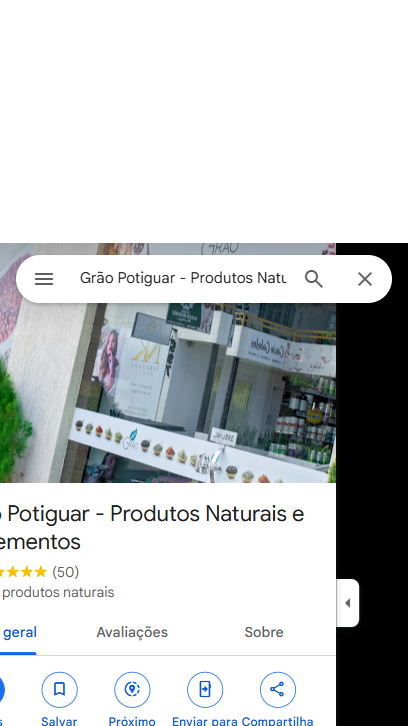 GRÃO
Grão Potiguar - Produtos Natu
GRÃO
Potiguar - Produtos Naturais e
ementos
(50)
produtos naturais
geral
Avaliações
Sobre
s
Salvar
Próximo
Enviar para
Compartilha